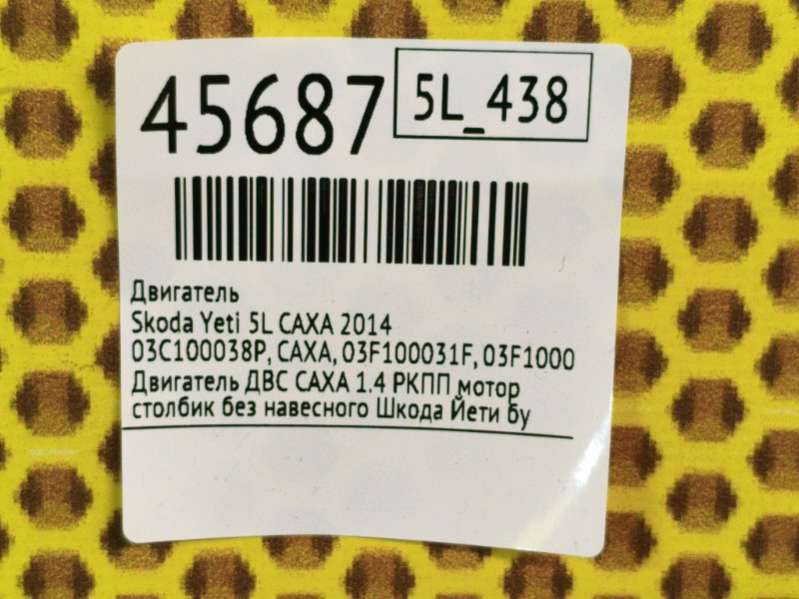 45687
5L_438
Двигатель
Skoda Yeti 5L CAXA 2014
03C100038P, CAXA, 03F100031F, 03F1000
Двигатель ДВС CAXA 1.4 РКПП мотор
столбик без навесного Шкода Йети бу